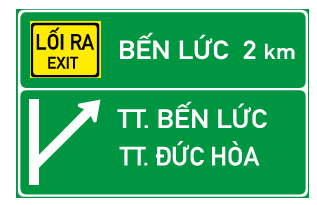 LỐI RA
EXIT
BẾN LỨC 2 km
TT. BẾN LỨC
TT. ĐỨC HÒA